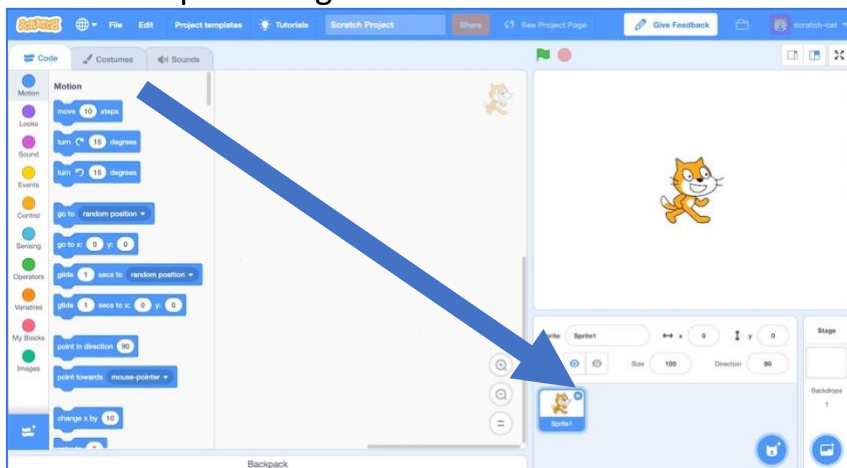 SCRATCH File Edit Project templates Tutorials Scratch Project Share See Project Page Give Feedback scratch-cat
Code Costumes Sounds
Motion
Looks
Sound
Events
Control
Sensing
Operators
Variables
My Blocks
Images
Motion
move 10 steps
turn 15 degrees
turn 15 degrees
go to random position
go to x: 0 y: 0
glide 1 secs to random position
glide 1 secs to x: 0 y: 0
point in direction 90
point towards mouse-pointer
change x by 10
Backpack
Sprite1 x 0 y 0
Size 100 Direction 90
Sprite1
Stage
Backdrops
1